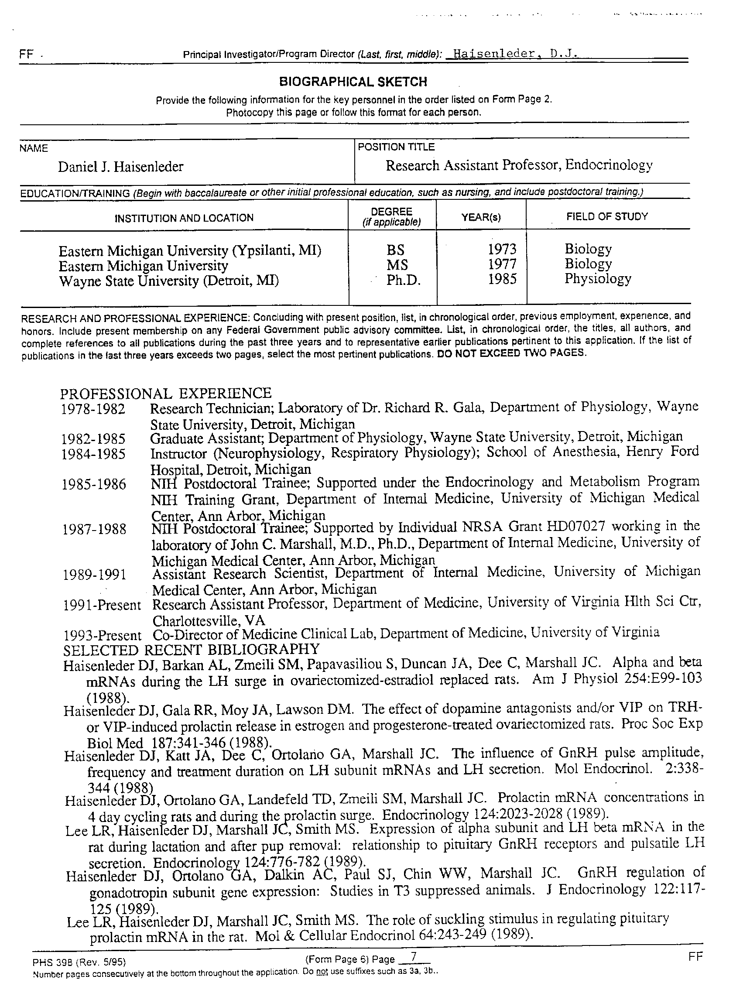 FF
Principal Investigator/Program Director (Last, first, middle): Haisenleder, D.J.
BIOGRAPHICAL SKETCH
Provide the following information for the key personnel in the order listed on Form Page 2.
Photocopy this page or follow this format for each person.
NAME
Daniel J. Haisenleder
POSITION TITLE
Research Assistant Professor, Endocrinology
EDUCATION/TRAINING (Begin with baccalaureate or other initial professional education, such as nursing, and include postdoctoral training.)
INSTITUTION AND LOCATION DEGREE (if applicable) YEAR(s) FIELD OF STUDY
Eastern Michigan University (Ypsilanti, MI) BS 1973 Biology
Eastern Michigan University MS 1977 Biology
Wayne State University (Detroit, MI) Ph.D. 1985 Physiology
RESEARCH AND PROFESSIONAL EXPERIENCE: Concluding with present position, list, in chronological order, previous employment, experience, and
honors. Include present membership on any Federal Government public advisory committee. List, in chronological order, the titles, all authors, and
complete references to all publications during the past three years and to representative earlier publications pertinent to this application. If the list of
publications in the last three years exceeds two pages, select the most pertinent publications. DO NOT EXCEED TWO PAGES.
PROFESSIONAL EXPERIENCE
1978-1982 Research Technician; Laboratory of Dr. Richard R. Gala, Department of Physiology, Wayne
State University, Detroit, Michigan
1982-1985 Graduate Assistant; Department of Physiology, Wayne State University, Detroit, Michigan
1984-1985 Instructor (Neurophysiology, Respiratory Physiology); School of Anesthesia, Henry Ford
Hospital, Detroit, Michigan
1985-1986 NIH Postdoctoral Trainee; Supported under the Endocrinology and Metabolism Program
NIH Training Grant, Department of Internal Medicine, University of Michigan Medical
Center, Ann Arbor, Michigan
1987-1988 NIH Postdoctoral Trainee; Supported by Individual NRSA Grant HD07027 working in the
laboratory of John C. Marshall, M.D., Ph.D., Department of Internal Medicine, University of
Michigan Medical Center, Ann Arbor, Michigan
1989-1991 Assistant Research Scientist, Department of Internal Medicine, University of Michigan
Medical Center, Ann Arbor, Michigan
1991-Present Research Assistant Professor, Department of Medicine, University of Virginia Hlth Sci Ctr,
Charlottesville, VA
1993-Present Co-Director of Medicine Clinical Lab, Department of Medicine, University of Virginia
SELECTED RECENT BIBLIOGRAPHY
Haisenleder DJ, Barkan AL, Zmeili SM, Papavasiliou S, Duncan JA, Dee C, Marshall JC. Alpha and beta
mRNAs during the LH surge in ovariectomized-estradiol replaced rats. Am J Physiol 254:E99-103
(1988).
Haisenleder DJ, Gala RR, Moy JA, Lawson DM. The effect of dopamine antagonists and/or VIP on TRH-
or VIP-induced prolactin release in estrogen and progesterone-treated ovariectomized rats. Proc Soc Exp
Biol Med 187:341-346 (1988).
Haisenleder DJ, Katt JA, Dee C, Ortolano GA, Marshall JC. The influence of GnRH pulse amplitude,
frequency and treatment duration on LH subunit mRNAs and LH secretion. Mol Endocrinol. 2:338-
344 (1988)
Haisenleder DJ, Ortolano GA, Landefeld TD, Zmeili SM, Marshall JC. Prolactin mRNA concentrations in
4 day cycling rats and during the prolactin surge. Endocrinology 124:2023-2028 (1989).
Lee LR, Haisenleder DJ, Marshall JC, Smith MS. Expression of alpha subunit and LH beta mRNA in the
rat during lactation and after pup removal: relationship to pituitary GnRH receptors and pulsatile LH
secretion. Endocrinology 124:776-782 (1989).
Haisenleder DJ, Ortolano GA, Dalkin AC, Paul SJ, Chin WW, Marshall JC. GnRH regulation of
gonadotropin subunit gene expression: Studies in T3 suppressed animals. J Endocrinology 122:117-
125 (1989).
Lee LR, Haisenleder DJ, Marshall JC, Smith MS. The role of suckling stimulus in regulating pituitary
prolactin mRNA in the rat. Mol & Cellular Endocrinol 64:243-249 (1989).
PHS 398 (Rev. 5/95) (Form Page 6) Page 7 FF
Number pages consecutively at the bottom throughout the application. Do not use suffixes such as 3a, 3b..